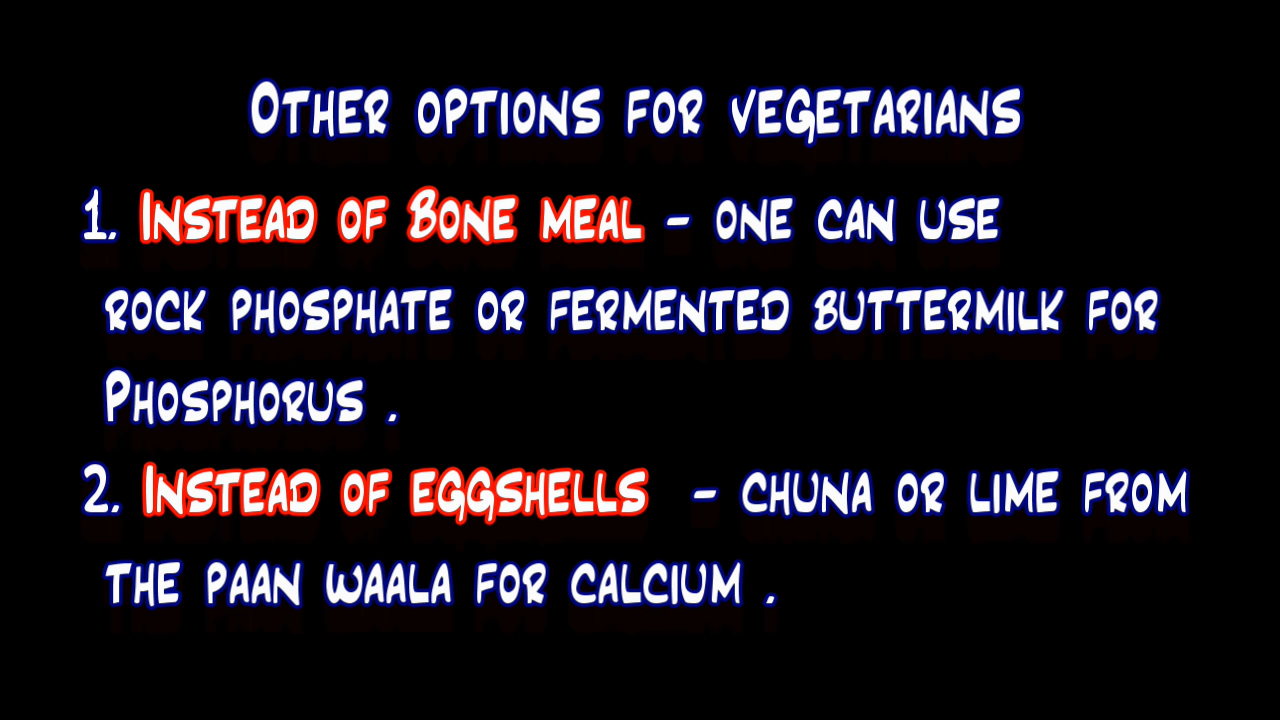 Other options for vegetarians
1. Instead of Bone meal - one can use
rock phosphate or fermented buttermilk for
Phosphorus .
2. Instead of eggshells - chuna or lime from
the paan waala for calcium .